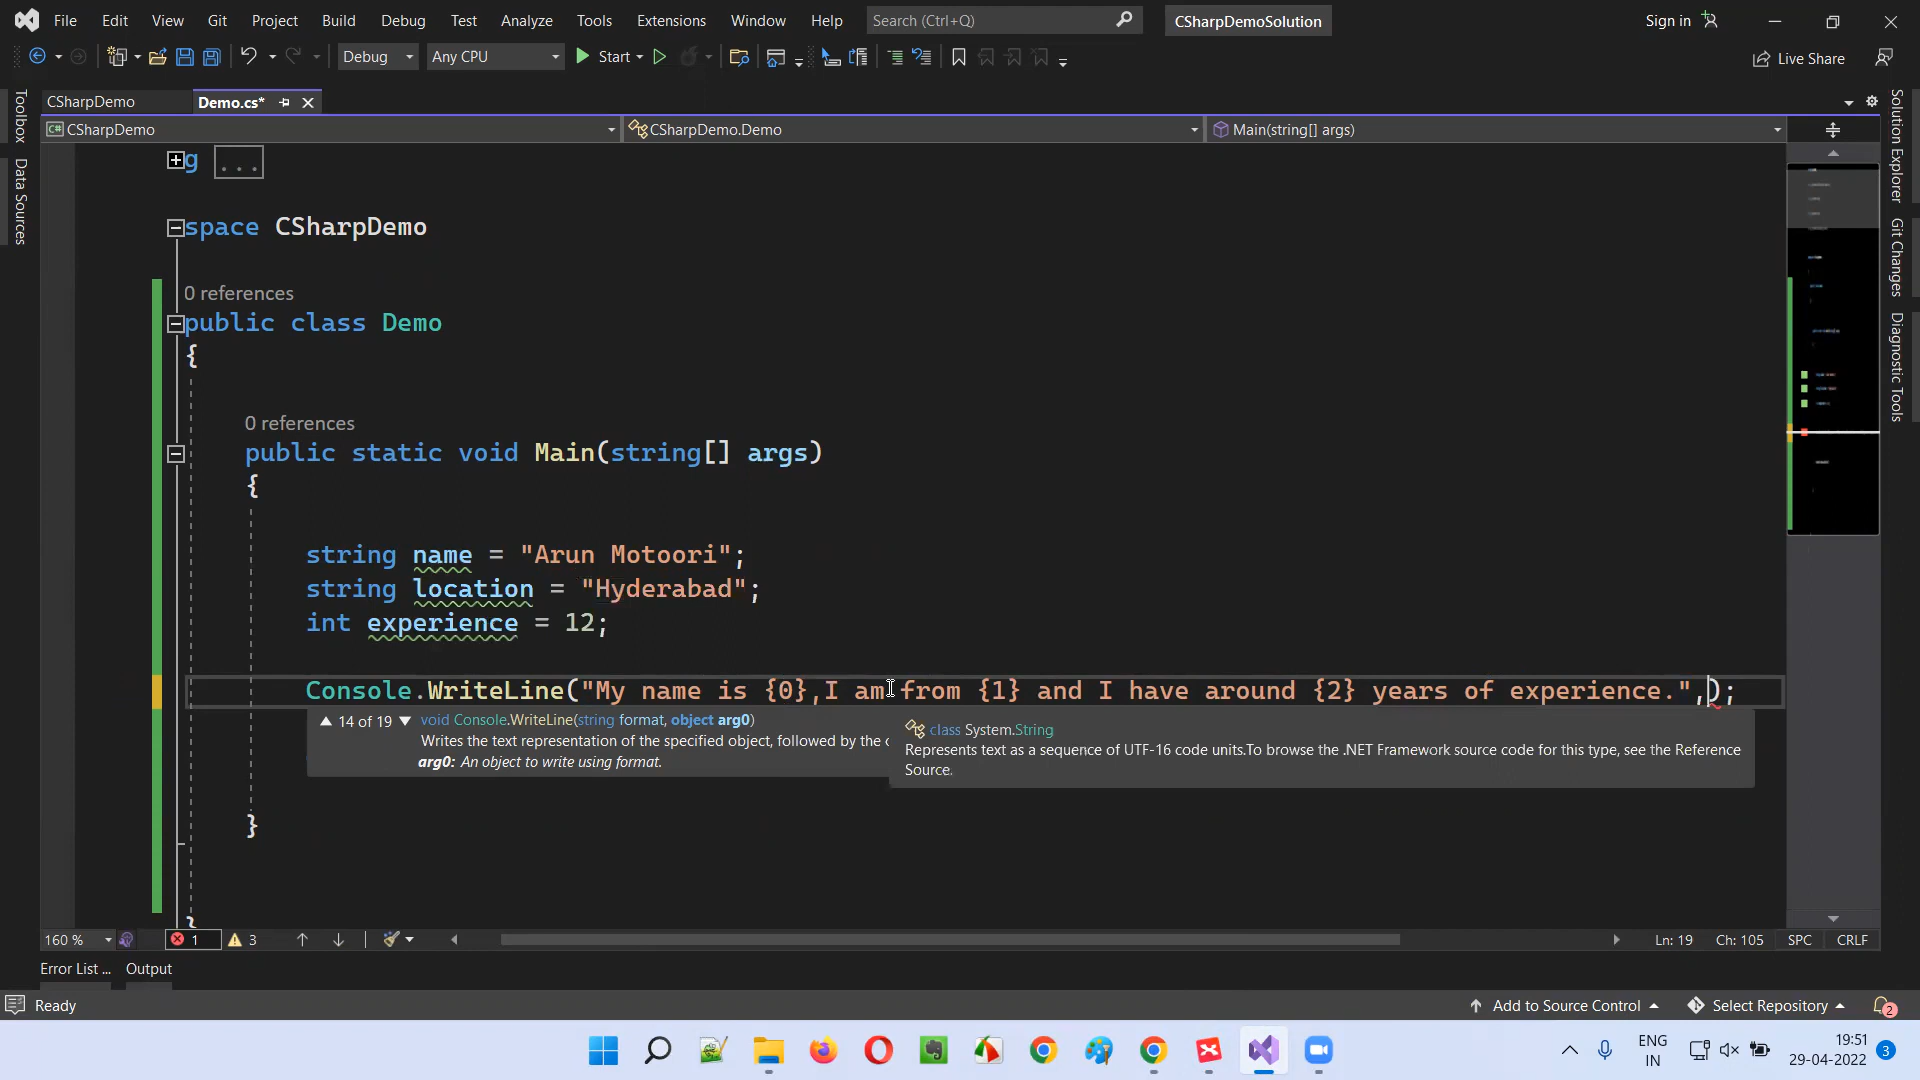 File Edit View Git Project Build Debug Test Analyze Tools Extensions Window Help Search (Ctrl+Q) CSharpDemoSolution Sign in
Debug Any CPU Start Live Share
CSharpDemo Demo.cs*
CSharpDemo CSharpDemo.Demo Main(string[] args)
Toolbox
Data Sources
Solution Explorer
Git Changes
Diagnostic Tools
g ...
space CSharpDemo
0 references
public class Demo
{
0 references
public static void Main(string[] args)
{
string name = "Arun Motoori";
string location = "Hyderabad";
int experience = 12;
Console.WriteLine("My name is {0},I am from {1} and I have around {2} years of experience.",);
14 of 19 void Console.WriteLine(string format, object arg0)
Writes the text representation of the specified object, followed by the c
arg0: An object to write using format.
class System.String
Represents text as a sequence of UTF-16 code units.To browse the .NET Framework source code for this type, see the Reference
Source.
}
}
160 % 1 3 Ln: 19 Ch: 105 SPC CRLF
Error List ... Output
Ready Add to Source Control Select Repository 2
ENG
IN
19:51
29-04-2022
3